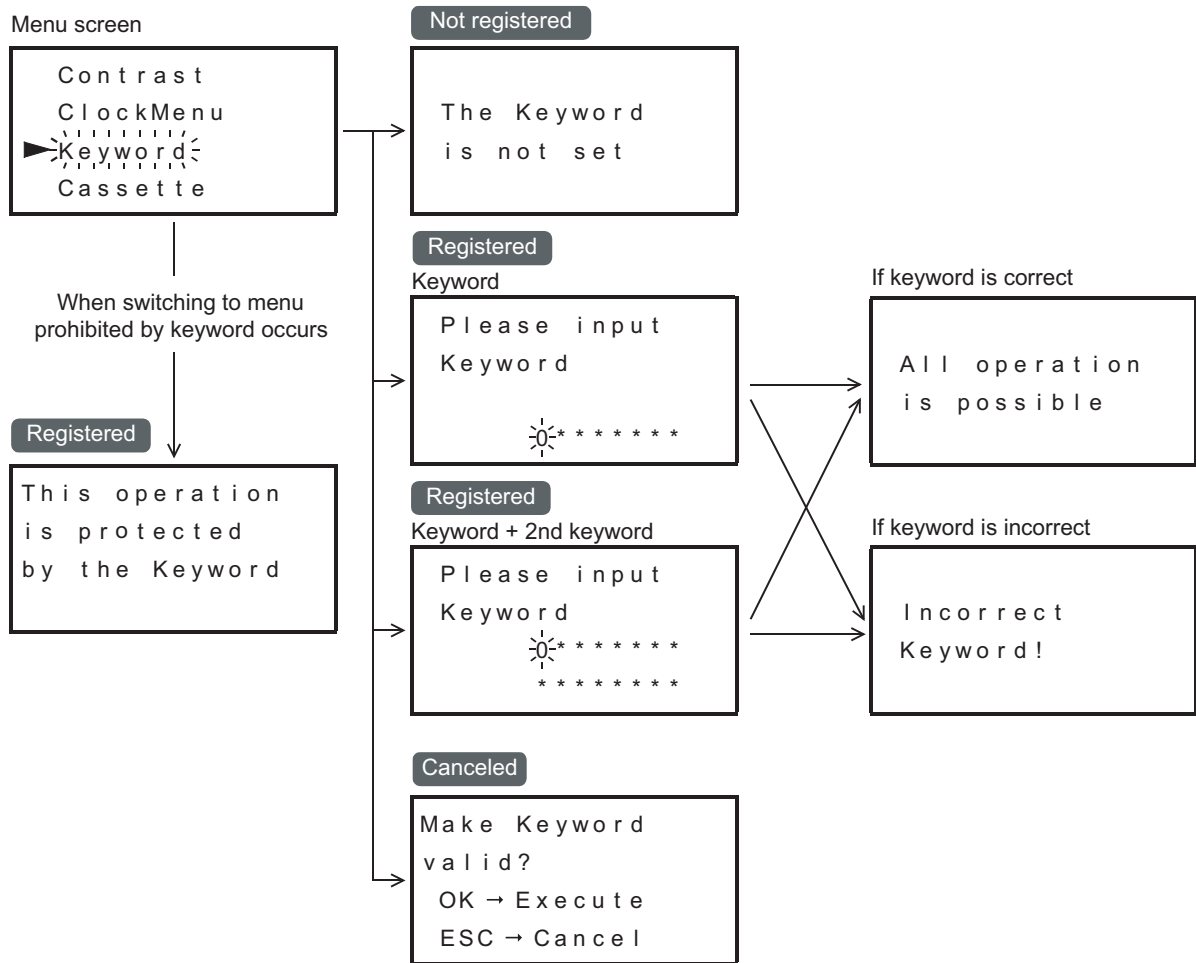 Menu screen
Contrast
ClockMenu
Keyword
Cassette
When switching to menu
prohibited by keyword occurs
Registered
This operation
is protected
by the Keyword
Not registered
The Keyword
is not set
Registered
Keyword
Please input
Keyword
0*******
Registered
Keyword + 2nd keyword
Please input
Keyword
0*******
********
Canceled
Make Keyword
valid?
OK → Execute
ESC → Cancel
If keyword is correct
All operation
is possible
If keyword is incorrect
Incorrect
Keyword!